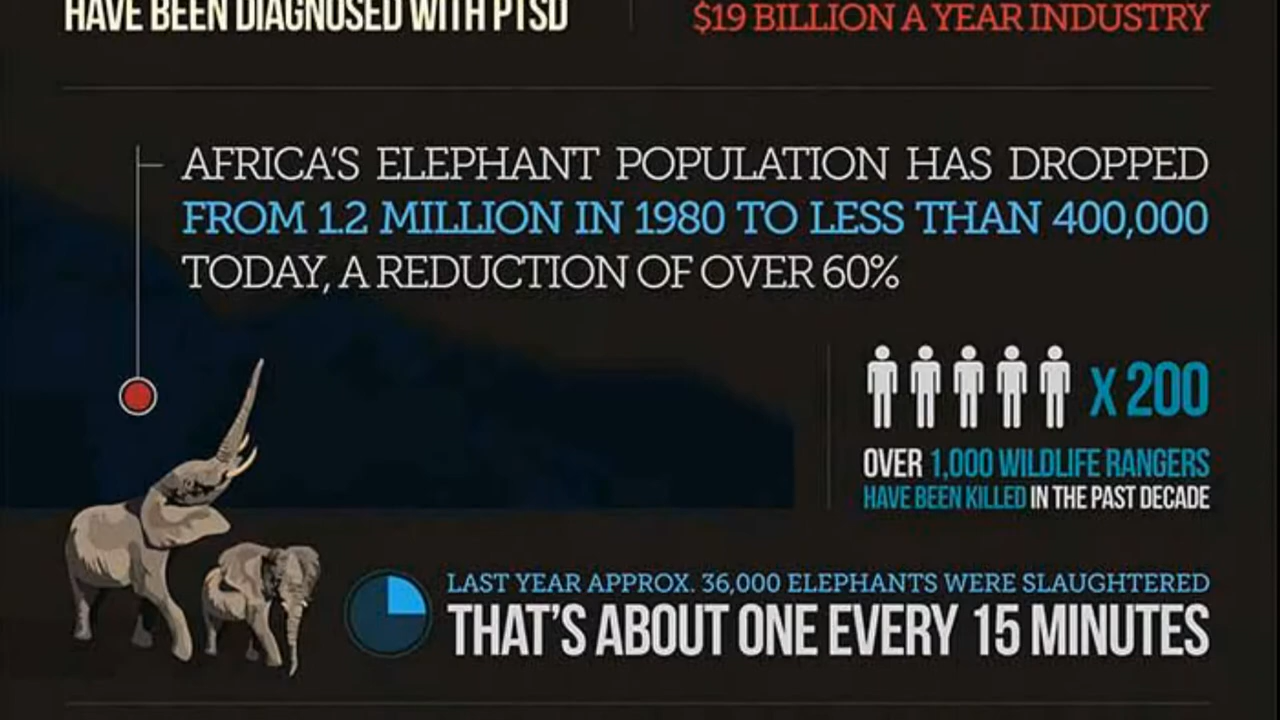 HAVE BEEN DIAGNOSED WITH PTSD
$19 BILLION A YEAR INDUSTRY
AFRICA'S ELEPHANT POPULATION HAS DROPPED
FROM 1.2 MILLION IN 1980 TO LESS THAN 400,000
TODAY, A REDUCTION OF OVER 60%
X 200
OVER 1,000 WILDLIFE RANGERS
HAVE BEEN KILLED IN THE PAST DECADE
LAST YEAR APPROX. 36,000 ELEPHANTS WERE SLAUGHTERED
THAT'S ABOUT ONE EVERY 15 MINUTES